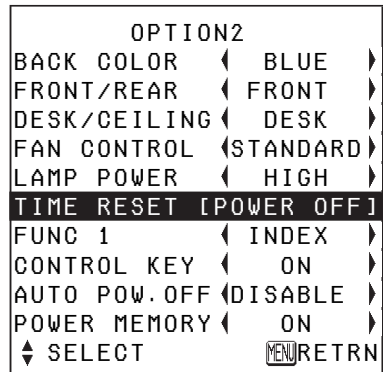 OPTION2
BACK COLOR BLUE
FRONT/REAR FRONT
DESK/CEILING DESK
FAN CONTROL STANDARD
LAMP POWER HIGH
TIME RESET [POWER OFF]
FUNC 1 INDEX
CONTROL KEY ON
AUTO POW.OFF DISABLE
POWER MEMORY ON
SELECT MENU RETRN